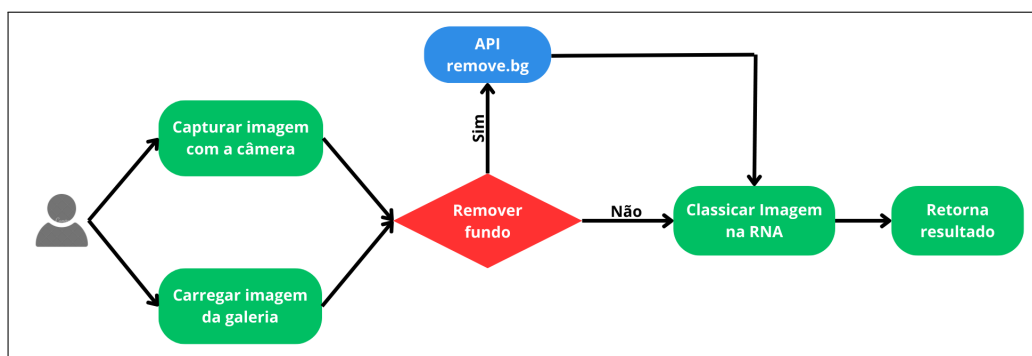 API
remove.bg
Capturar imagem
com a câmera
Sim
Remover
fundo
Não
Classicar Imagem
na RNA
Retorna
resultado
Carregar imagem
da galeria